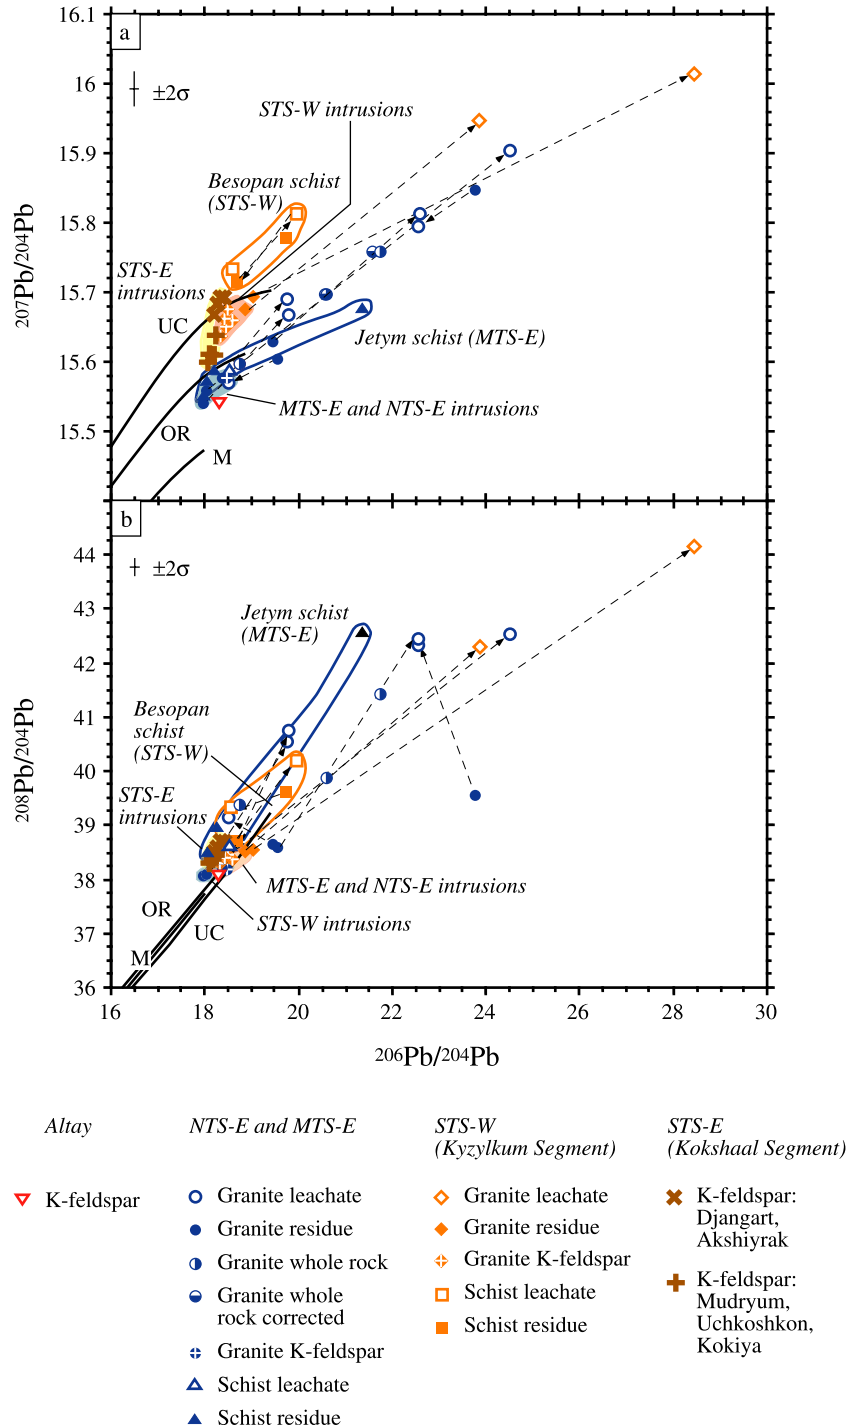 16.1
a
16
±2σ
STS-W intrusions
15.9
Besopan schist
(STS-W)
15.8
207Pb/204Pb
STS-E
intrusions
15.7
UC
Jetym schist (MTS-E)
15.6
MTS-E and NTS-E intrusions
OR
15.5
M
b
44
±2σ
43
Jetym schist
(MTS-E)
42
208Pb/204Pb
41
Besopan
schist
(STS-W)
40
STS-E
intrusions
39
38
MTS-E and NTS-E intrusions
OR
STS-W intrusions
UC
37
M
36
16 18 20 22 24 26 28 30
206Pb/204Pb
Altay
K-feldspar
NTS-E and MTS-E
Granite leachate
Granite residue
Granite whole rock
Granite whole
rock corrected
Granite K-feldspar
Schist leachate
Schist residue
STS-W
(Kyzylkum Segment)
Granite leachate
Granite residue
Granite K-feldspar
Schist leachate
Schist residue
STS-E
(Kokshaal Segment)
K-feldspar:
Djangart,
Akshiyrak
K-feldspar:
Mudryum,
Uchkoshkon,
Kokiya